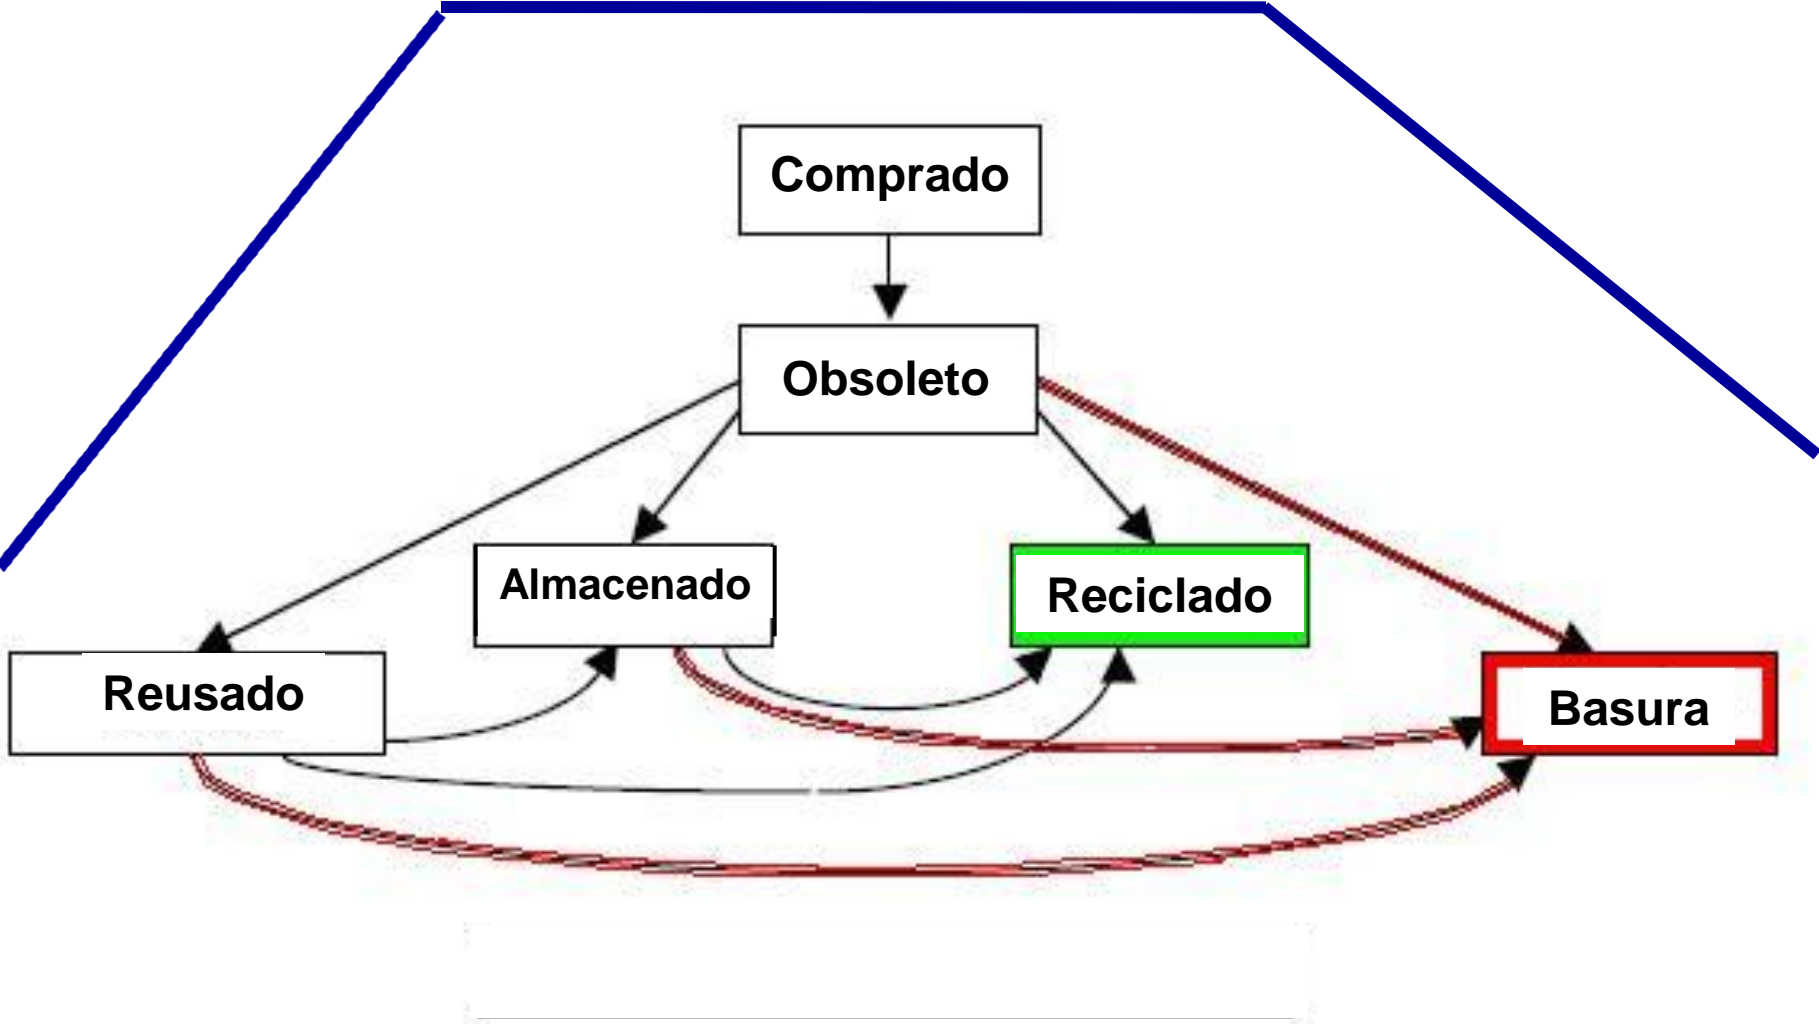 Comprado
Obsoleto
Almacenado
Reciclado
Reusado
Basura